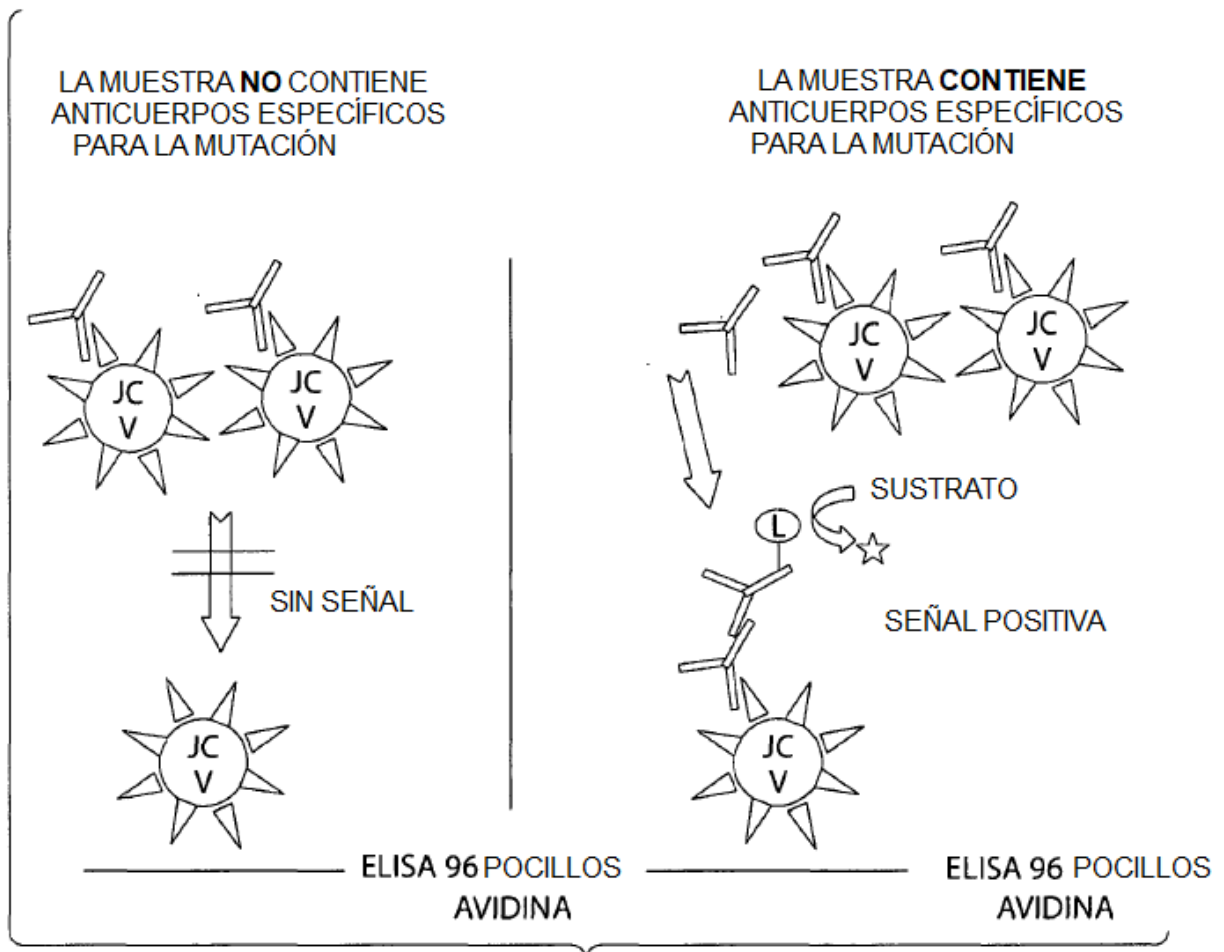 LA MUESTRA NO CONTIENE
ANTICUERPOS ESPECÍFICOS
PARA LA MUTACIÓN
JC
V
JC
V
SIN SEÑAL
JC
V
ELISA 96 POCILLOS
AVIDINA
LA MUESTRA CONTIENE
ANTICUERPOS ESPECÍFICOS
PARA LA MUTACIÓN
JC
V
JC
V
SUSTRATO
L
SEÑAL POSITIVA
JC
V
ELISA 96 POCILLOS
AVIDINA